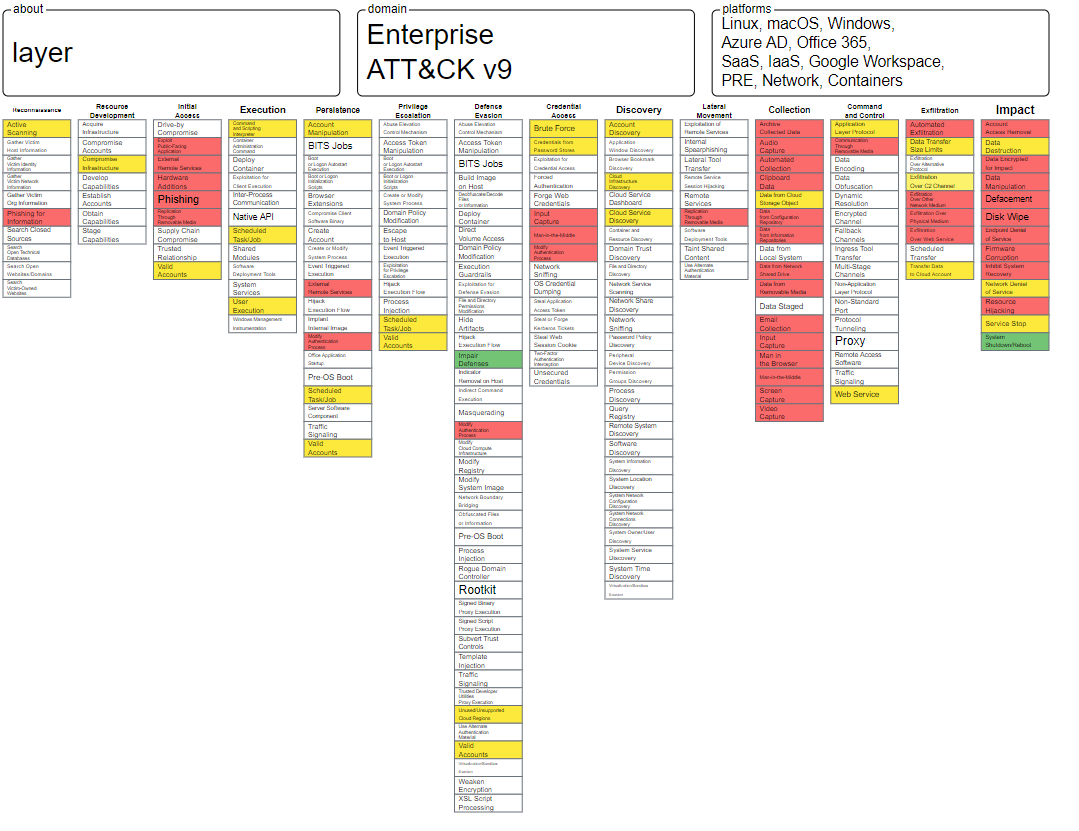 about
layer
domain
Enterprise
ATT&CK v9
platforms
Linux, macOS, Windows,
Azure AD, Office 365,
SaaS, IaaS, Google Workspace,
PRE, Network, Containers
Reconnaissance
Active
Scanning
Gather Victim
Host Information
Gather
Victim Identity
Information
Gather
Victim Network
Information
Gather Victim
Org Information
Phishing for
Information
Search Closed
Sources
Search
Open Technical
Databases
Search Open
Websites/Domains
Search
Victim-Owned
Websites
Resource
Development
Acquire
Infrastructure
Compromise
Accounts
Compromise
Infrastructure
Develop
Capabilities
Establish
Accounts
Obtain
Capabilities
Stage
Capabilities
Initial
Access
Drive-by
Compromise
Exploit
Public-Facing
Application
External
Remote Services
Hardware
Additions
Phishing
Replication
Through
Removable Media
Supply Chain
Compromise
Trusted
Relationship
Valid
Accounts
Execution
Command
and Scripting
Interpreter
Container
Administration
Command
Deploy
Container
Exploitation for
Client Execution
Inter-Process
Communication
Native API
Scheduled
Task/Job
Shared
Modules
Software
Deployment Tools
System
Services
User
Execution
Windows Management
Instrumentation
Persistence
Account
Manipulation
BITS Jobs
Boot
or Logon Autostart
Execution
Boot or Logon
Initialization
Scripts
Browser
Extensions
Compromise Client
Software Binary
Create
Account
Create or Modify
System Process
Event Triggered
Execution
External
Remote Services
Hijack
Execution Flow
Implant
Internal Image
Modify
Authentication
Process
Office Application
Startup
Pre-OS Boot
Scheduled
Task/Job
Server Software
Component
Traffic
Signaling
Valid
Accounts
Privilege
Escalation
Abuse Elevation
Control Mechanism
Access Token
Manipulation
Boot
or Logon Autostart
Execution
Boot or Logon
Initialization
Scripts
Create or Modify
System Process
Domain Policy
Modification
Escape
to Host
Event Triggered
Execution
Exploitation
for Privilege
Escalation
Hijack
Execution Flow
Process
Injection
Scheduled
Task/Job
Valid
Accounts
Defense
Evasion
Abuse Elevation
Control Mechanism
Access Token
Manipulation
BITS Jobs
Build Image
on Host
Deobfuscate/Decode
Files
or Information
Deploy
Container
Direct
Volume Access
Domain Policy
Modification
Execution
Guardrails
Exploitation for
Defense Evasion
File and Directory
Permissions
Modification
Hide
Artifacts
Hijack
Execution Flow
Impair
Defenses
Indicator
Removal on Host
Indirect Command
Execution
Masquerading
Modify
Authentication
Process
Modify
Cloud Compute
Infrastructure
Modify
Registry
Modify
System Image
Network Boundary
Bridging
Obfuscated Files
or Information
Pre-OS Boot
Process
Injection
Rogue Domain
Controller
Rootkit
Signed Binary
Proxy Execution
Signed Script
Proxy Execution
Subvert Trust
Controls
Template
Injection
Traffic
Signaling
Trusted Developer
Utilities
Proxy Execution
Unused/Unsupported
Cloud Regions
Use Alternate
Authentication
Material
Valid
Accounts
Virtualization/Sandbox
Evasion
Weaken
Encryption
XSL Script
Processing
Credential
Access
Brute Force
Credentials from
Password Stores
Exploitation for
Credential Access
Forced
Authentication
Forge Web
Credentials
Input
Capture
Man-in-the-Middle
Modify
Authentication
Process
Network
Sniffing
OS Credential
Dumping
Steal Application
Access Token
Steal or Forge
Kerberos Tickets
Steal Web
Session Cookie
Two-Factor
Authentication
Interception
Unsecured
Credentials
Discovery
Account
Discovery
Application
Window Discovery
Browser Bookmark
Discovery
Cloud
Infrastructure
Discovery
Cloud Service
Dashboard
Cloud Service
Discovery
Container and
Resource Discovery
Domain Trust
Discovery
File and Directory
Discovery
Network Service
Scanning
Network Share
Discovery
Network
Sniffing
Password Policy
Discovery
Peripheral
Device Discovery
Permission
Groups Discovery
Process
Discovery
Query
Registry
Remote System
Discovery
Software
Discovery
System Information
Discovery
System Location
Discovery
System Network
Configuration
Discovery
System Network
Connections
Discovery
System Owner/User
Discovery
System Service
Discovery
System Time
Discovery
Virtualization/Sandbox
Evasion
Lateral
Movement
Exploitation of
Remote Services
Internal
Spearphishing
Lateral Tool
Transfer
Remote Service
Session Hijacking
Remote
Services
Replication
Through
Removable Media
Software
Deployment Tools
Taint Shared
Content
Use Alternate
Authentication
Material
Collection
Archive
Collected Data
Audio
Capture
Automated
Collection
Clipboard
Data
Data from Cloud
Storage Object
Data
from Configuration
Repository
Data
from Information
Repositories
Data from
Local System
Data from Network
Shared Drive
Data from
Removable Media
Data Staged
Email
Collection
Input
Capture
Man in
the Browser
Man-in-the-Middle
Screen
Capture
Video
Capture
Command
and Control
Application
Layer Protocol
Communication
Through
Removable Media
Data
Encoding
Data
Obfuscation
Dynamic
Resolution
Encrypted
Channel
Fallback
Channels
Ingress Tool
Transfer
Multi-Stage
Channels
Non-Application
Layer Protocol
Non-Standard
Port
Protocol
Tunneling
Proxy
Remote Access
Software
Traffic
Signaling
Web Service
Exfiltration
Automated
Exfiltration
Data Transfer
Size Limits
Exfiltration
Over Alternative
Protocol
Exfiltration
Over C2 Channel
Exfiltration
Over Other
Network Medium
Exfiltration Over
Physical Medium
Exfiltration
Over Web Service
Scheduled
Transfer
Transfer Data
to Cloud Account
Impact
Account
Access Removal
Data
Destruction
Data Encrypted
for Impact
Data
Manipulation
Defacement
Disk Wipe
Endpoint Denial
of Service
Firmware
Corruption
Inhibit System
Recovery
Network Denial
of Service
Resource
Hijacking
Service Stop
System
Shutdown/Reboot